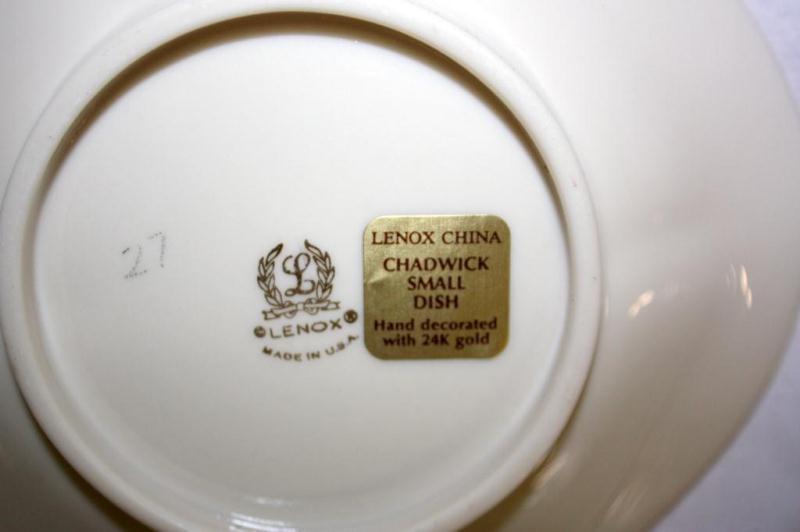 27
L
©LENOX®
MADE IN U.S.A.
LENOX CHINA
CHADWICK
SMALL
DISH
Hand decorated
with 24K gold